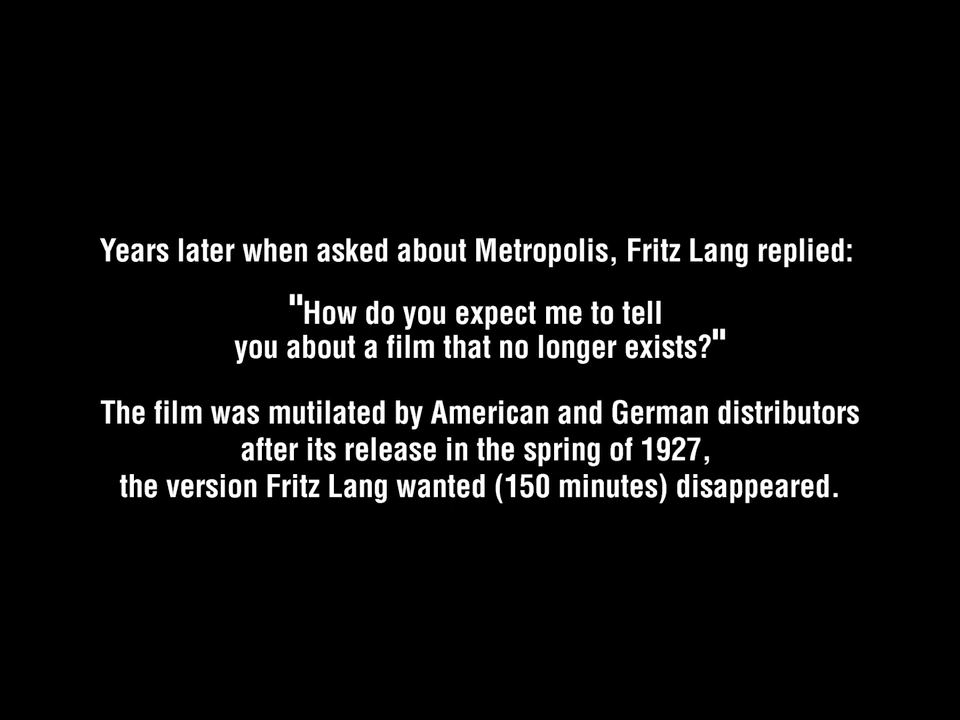 Years later when asked about Metropolis, Fritz Lang replied:
"How do you expect me to tell
you about a film that no longer exists?"
The film was mutilated by American and German distributors
after its release in the spring of 1927,
the version Fritz Lang wanted (150 minutes) disappeared.